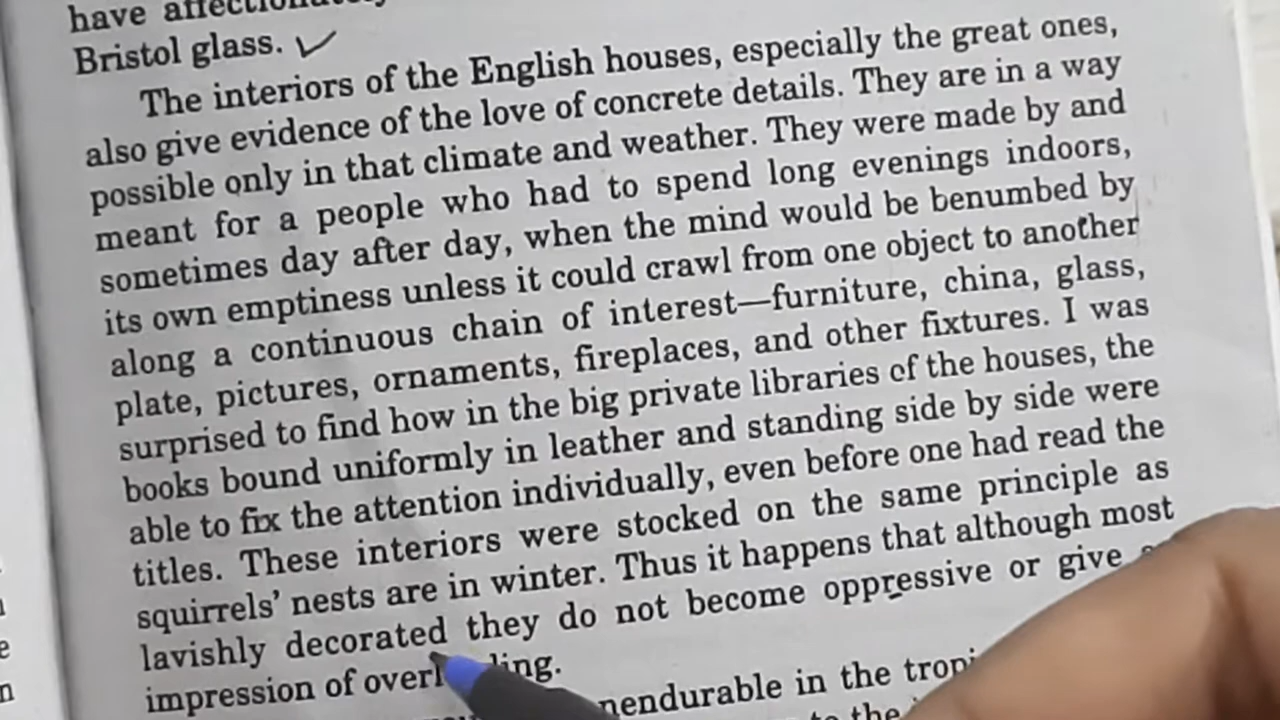 have affectionately
Bristol glass.
The interiors of the English houses, especially the great ones,
also give evidence of the love of concrete details. They are in a way
possible only in that climate and weather. They were made by and
meant for a people who had to spend long evenings indoors,
sometimes day after day, when the mind would be benumbed by
its own emptiness unless it could crawl from one object to another
along a continuous chain of interest—furniture, china, glass,
plate, pictures, ornaments, fireplaces, and other fixtures. I was
surprised to find how in the big private libraries of the houses, the
books bound uniformly in leather and standing side by side were
able to fix the attention individually, even before one had read the
titles. These interiors were stocked on the same principle as
squirrels' nests are in winter. Thus it happens that although most
lavishly decorated they do not become oppressive or give
impression of
in the
to the